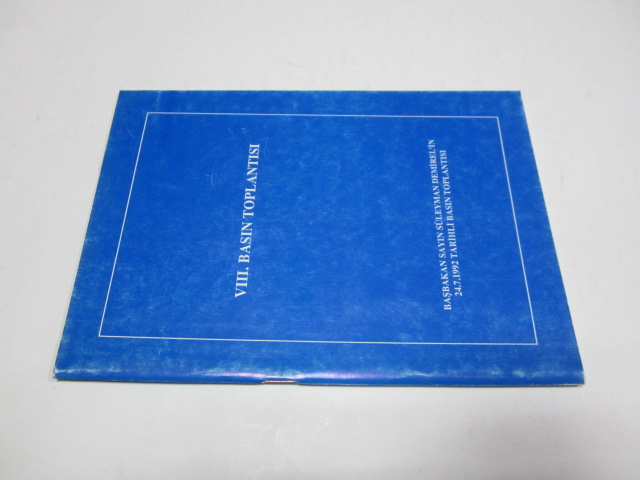 VIII. BASIN TOPLANTISI
BAŞBAKAN SAYIN SÜLEYMAN DEMİREL'İN
24.7.1992 TARİHLİ BASIN TOPLANTISI